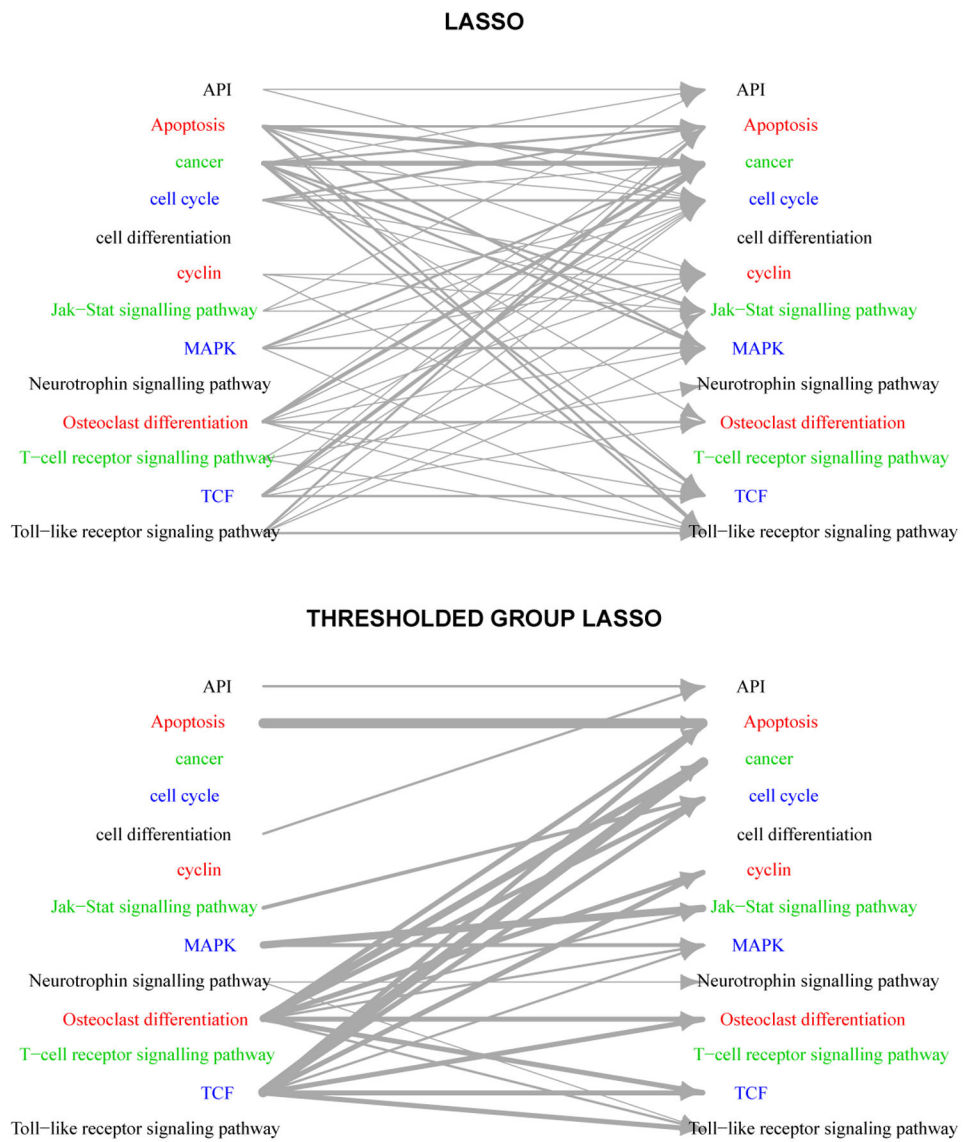 LASSO
API API
Apoptosis Apoptosis
cancer cancer
cell cycle cell cycle
cell differentiation cell differentiation
cyclin cyclin
Jak−Stat signalling pathway Jak−Stat signalling pathway
MAPK MAPK
Neurotrophin signalling pathway Neurotrophin signalling pathway
Osteoclast differentiation Osteoclast differentiation
T−cell receptor signalling pathway T−cell receptor signalling pathway
TCF TCF
Toll−like receptor signaling pathway Toll−like receptor signaling pathway
THRESHOLDED GROUP LASSO
API API
Apoptosis Apoptosis
cancer cancer
cell cycle cell cycle
cell differentiation cell differentiation
cyclin cyclin
Jak−Stat signalling pathway Jak−Stat signalling pathway
MAPK MAPK
Neurotrophin signalling pathway Neurotrophin signalling pathway
Osteoclast differentiation Osteoclast differentiation
T−cell receptor signalling pathway T−cell receptor signalling pathway
TCF TCF
Toll−like receptor signaling pathway Toll−like receptor signaling pathway